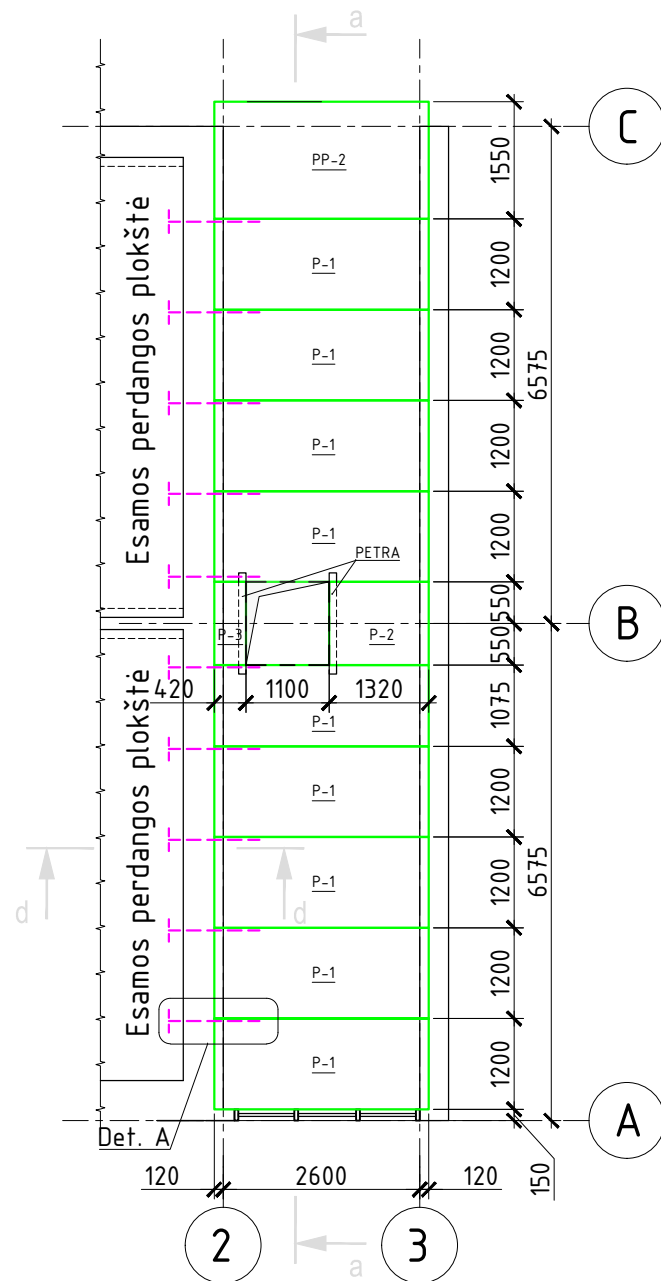 a
C
PP-2
1550
Esamos perdangos plokštė
P-1
1200
P-1
1200
6575
P-1
1200
P-1
1200
PETRA
550
B
P-3
P-2
550
420
1100
1320
1075
Esamos perdangos plokštė
P-1
P-1
1200
6575
d
d
P-1
1200
P-1
1200
P-1
1200
A
Det. A
120
2600
120
150
2
3
a